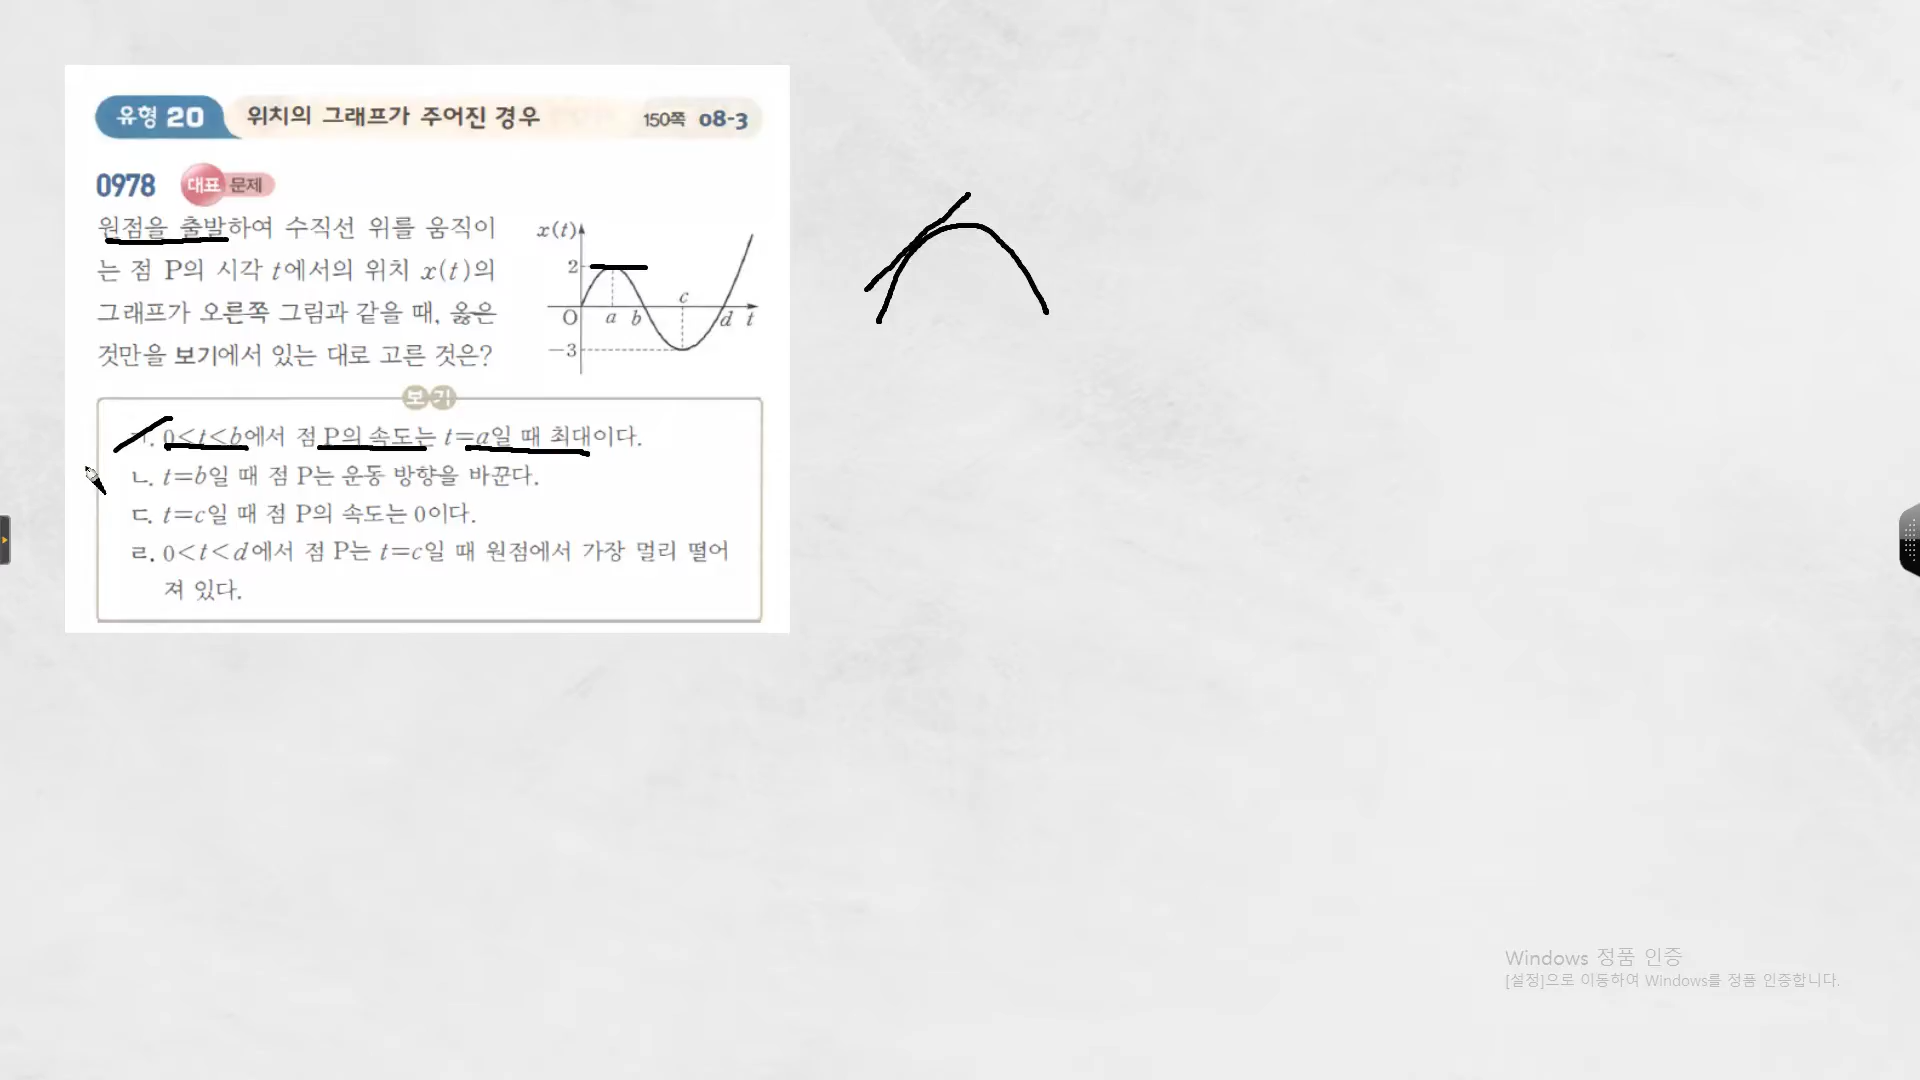 유형 20 위치의 그래프가 주어진 경우 150쪽 08-3
0978 대표 문제
원점을 출발하여 수직선 위를 움직이
는 점 P의 시각 t에서의 위치 x(t)의
그래프가 오른쪽 그림과 같을 때, 옳은
것만을 보기에서 있는 대로 고른 것은?
x(t)
2
c
O a b d t
-3
보기
ㄱ. 0<t<b에서 점 P의 속도는 t=a일 때 최대이다.
ㄴ. t=b일 때 점 P는 운동 방향을 바꾼다.
ㄷ. t=c일 때 점 P의 속도는 0이다.
ㄹ. 0<t<d에서 점 P는 t=c일 때 원점에서 가장 멀리 떨어
져 있다.
Windows 정품 인증
[설정]으로 이동하여 Windows를 정품 인증합니다.